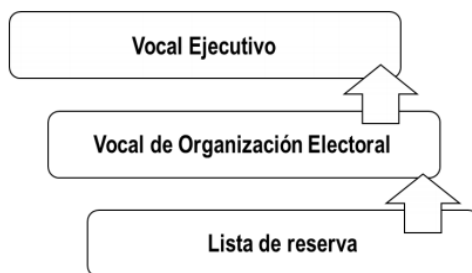 Vocal Ejecutivo
Vocal de Organización Electoral
Lista de reserva